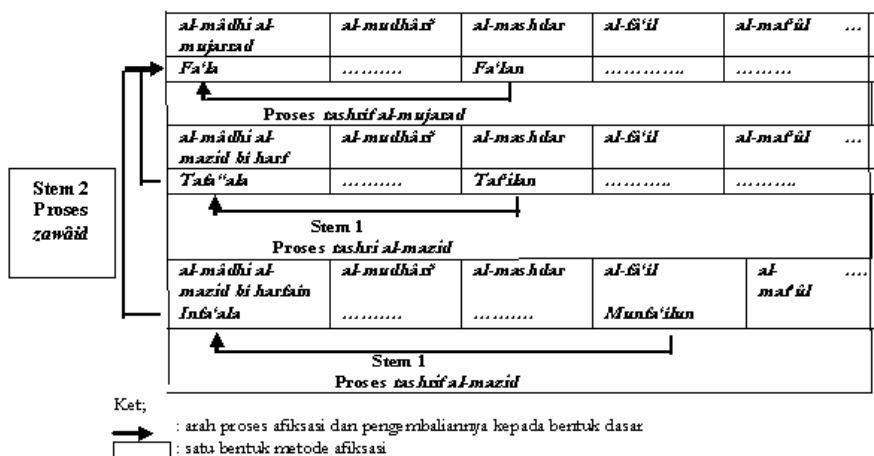 al-mâdhi al-mujarrad al-mudhâri' al-mashdar al-fâ'il al-maf'ûl ...
Fa'la .......... Fa'lan ............. .........
Proses tashrif al-mujarad
al-mâdhi al-mazid bi harf al-mudhâri' al-mashdar al-fâ'il al-maf'ûl ...
Tafa''ala .......... Taf'ilan ........... ..........
Stem 1
Proses tashri al-mazid
Stem 2
Proses
zawâid
al-mâdhi al-mazid bi harfain al-mudhâri' al-mashdar al-fâ'il al-maf'ûl ....
Infa'ala .......... .......... Munfa'ilun
Stem 1
Proses tashrif al-mazid
Ket;
: arah proses afiksasi dan pengembaliannya kepada bentuk dasar
: satu bentuk metode afiksasi